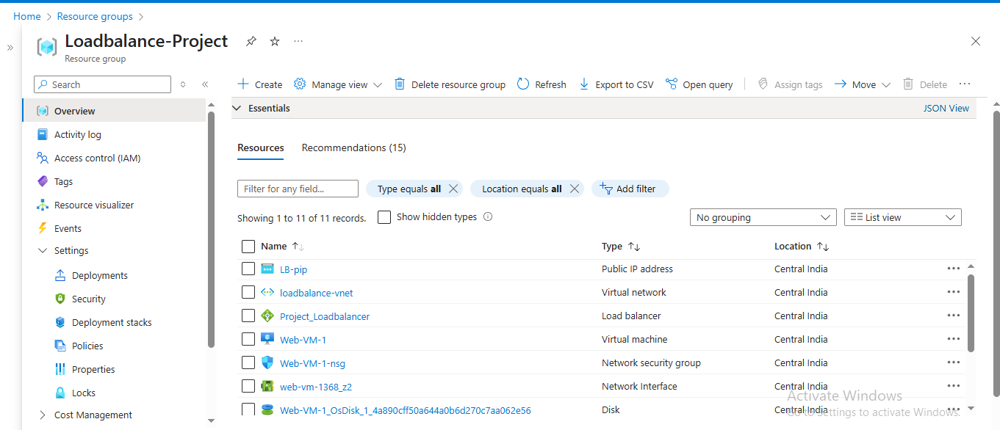 Home > Resource groups >
Loadbalance-Project
Resource group
Search
Create Manage view Delete resource group Refresh Export to CSV Open query Assign tags Move Delete
Overview
Activity log
Access control (IAM)
Tags
Resource visualizer
Events
Settings
Deployments
Security
Deployment stacks
Policies
Properties
Locks
Cost Management
Essentials JSON View
Resources Recommendations (15)
Filter for any field... Type equals all Location equals all Add filter
Showing 1 to 11 of 11 records. Show hidden types No grouping List view
Name Type Location
LB-pip Public IP address Central India
loadbalance-vnet Virtual network Central India
Project_Loadbalancer Load balancer Central India
Web-VM-1 Virtual machine Central India
Web-VM-1-nsg Network security group Central India
web-vm-1368_z2 Network Interface Central India
Web-VM-1_OsDisk_1_4a890cff50a644a0b6d270c7aa062e56 Disk Central India
Activate Windows
Go to Settings to activate Windows.